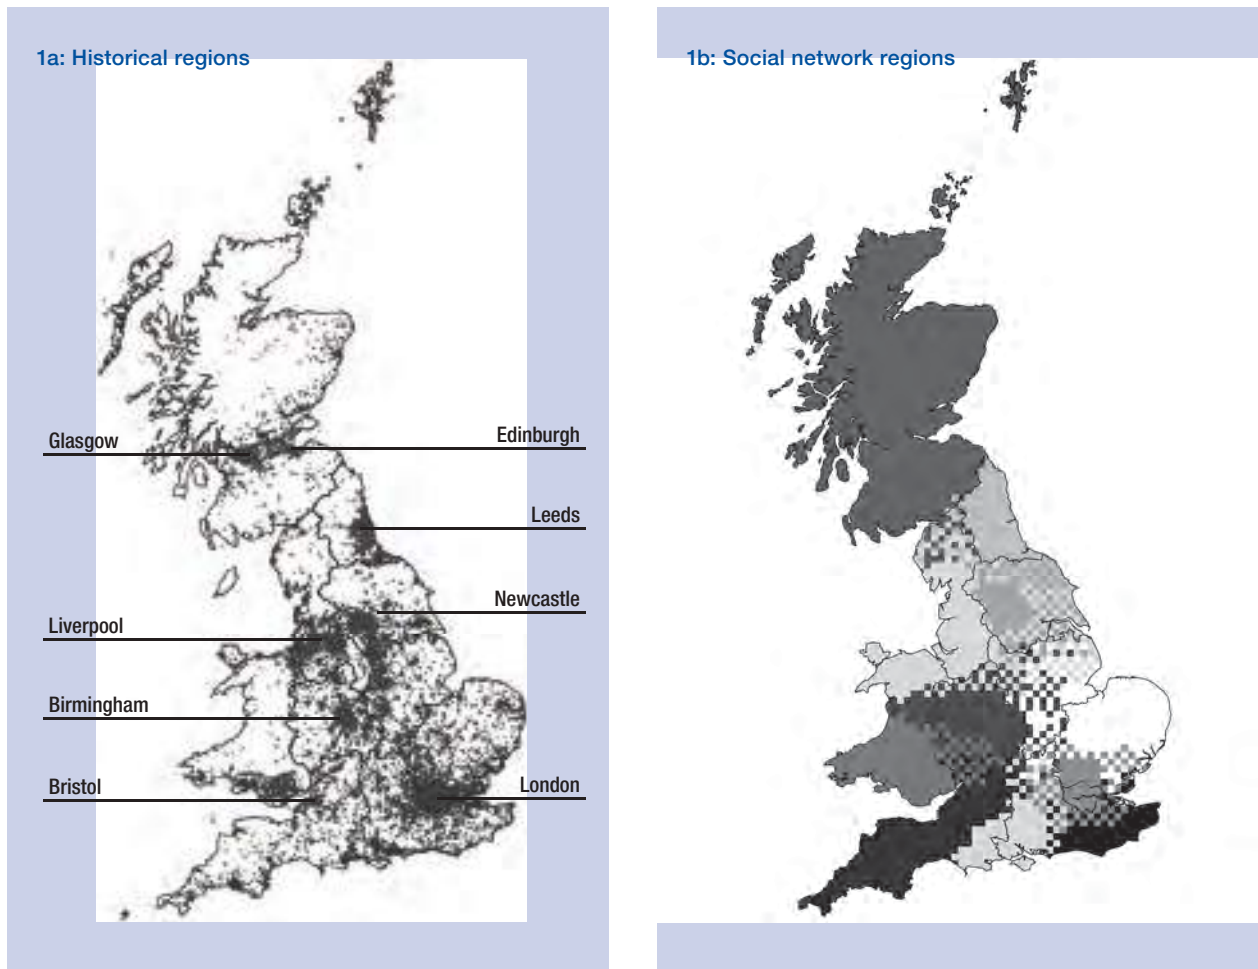 1a: Historical regions
1b: Social network regions
Glasgow
Edinburgh
Leeds
Newcastle
Liverpool
Birmingham
Bristol
London